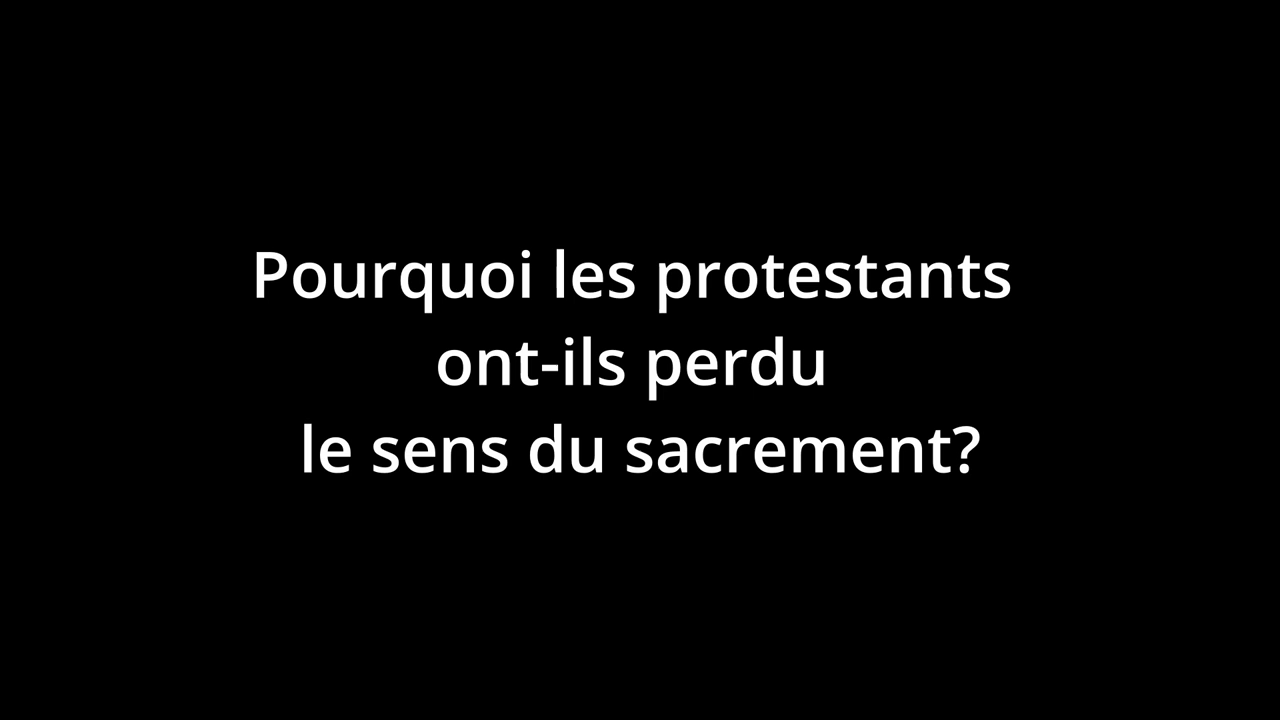 Pourquoi les protestants
ont-ils perdu
le sens du sacrement?